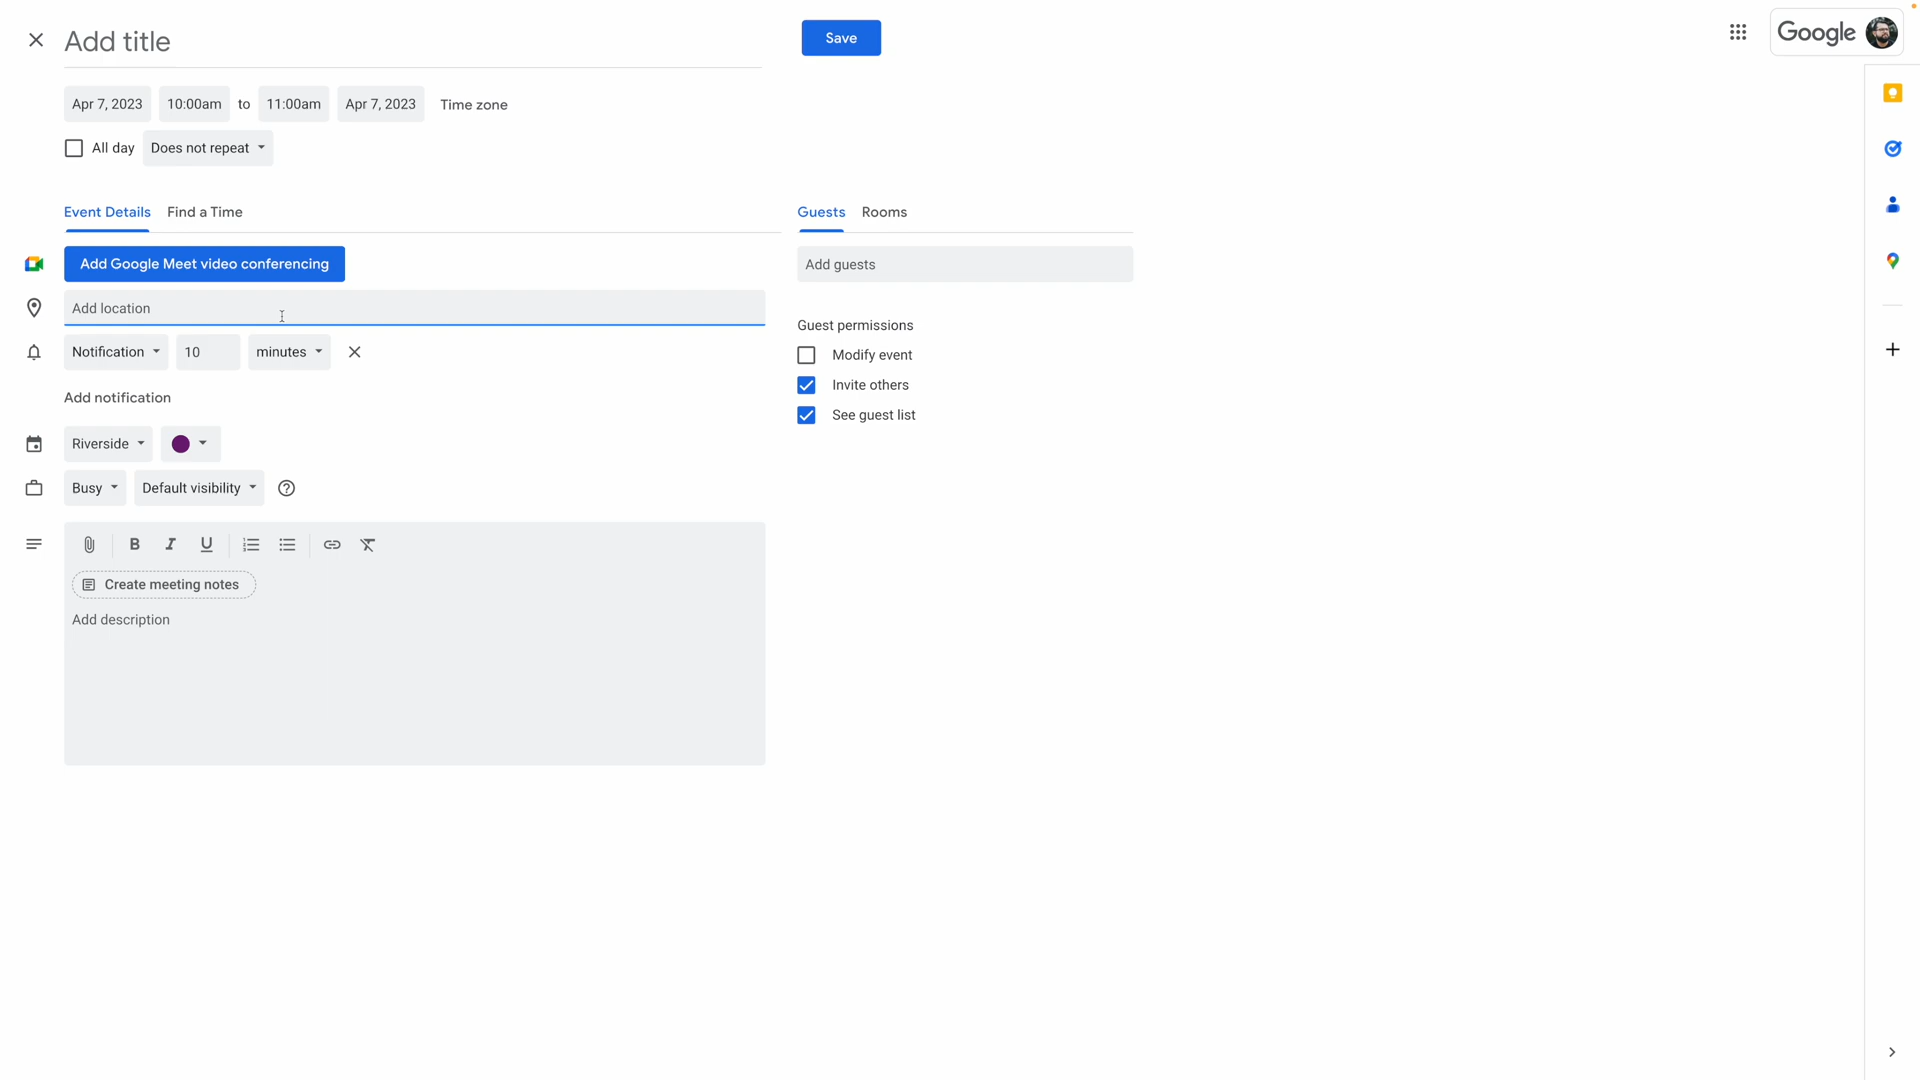 Add title
Save
Google
Apr 7, 2023 10:00am to 11:00am Apr 7, 2023 Time zone
All day Does not repeat
Event Details Find a Time
Guests Rooms
Add Google Meet video conferencing
Add guests
Add location
Guest permissions
Notification 10 minutes
Modify event
Invite others
Add notification
See guest list
Riverside
Busy Default visibility
B I U
Create meeting notes
Add description